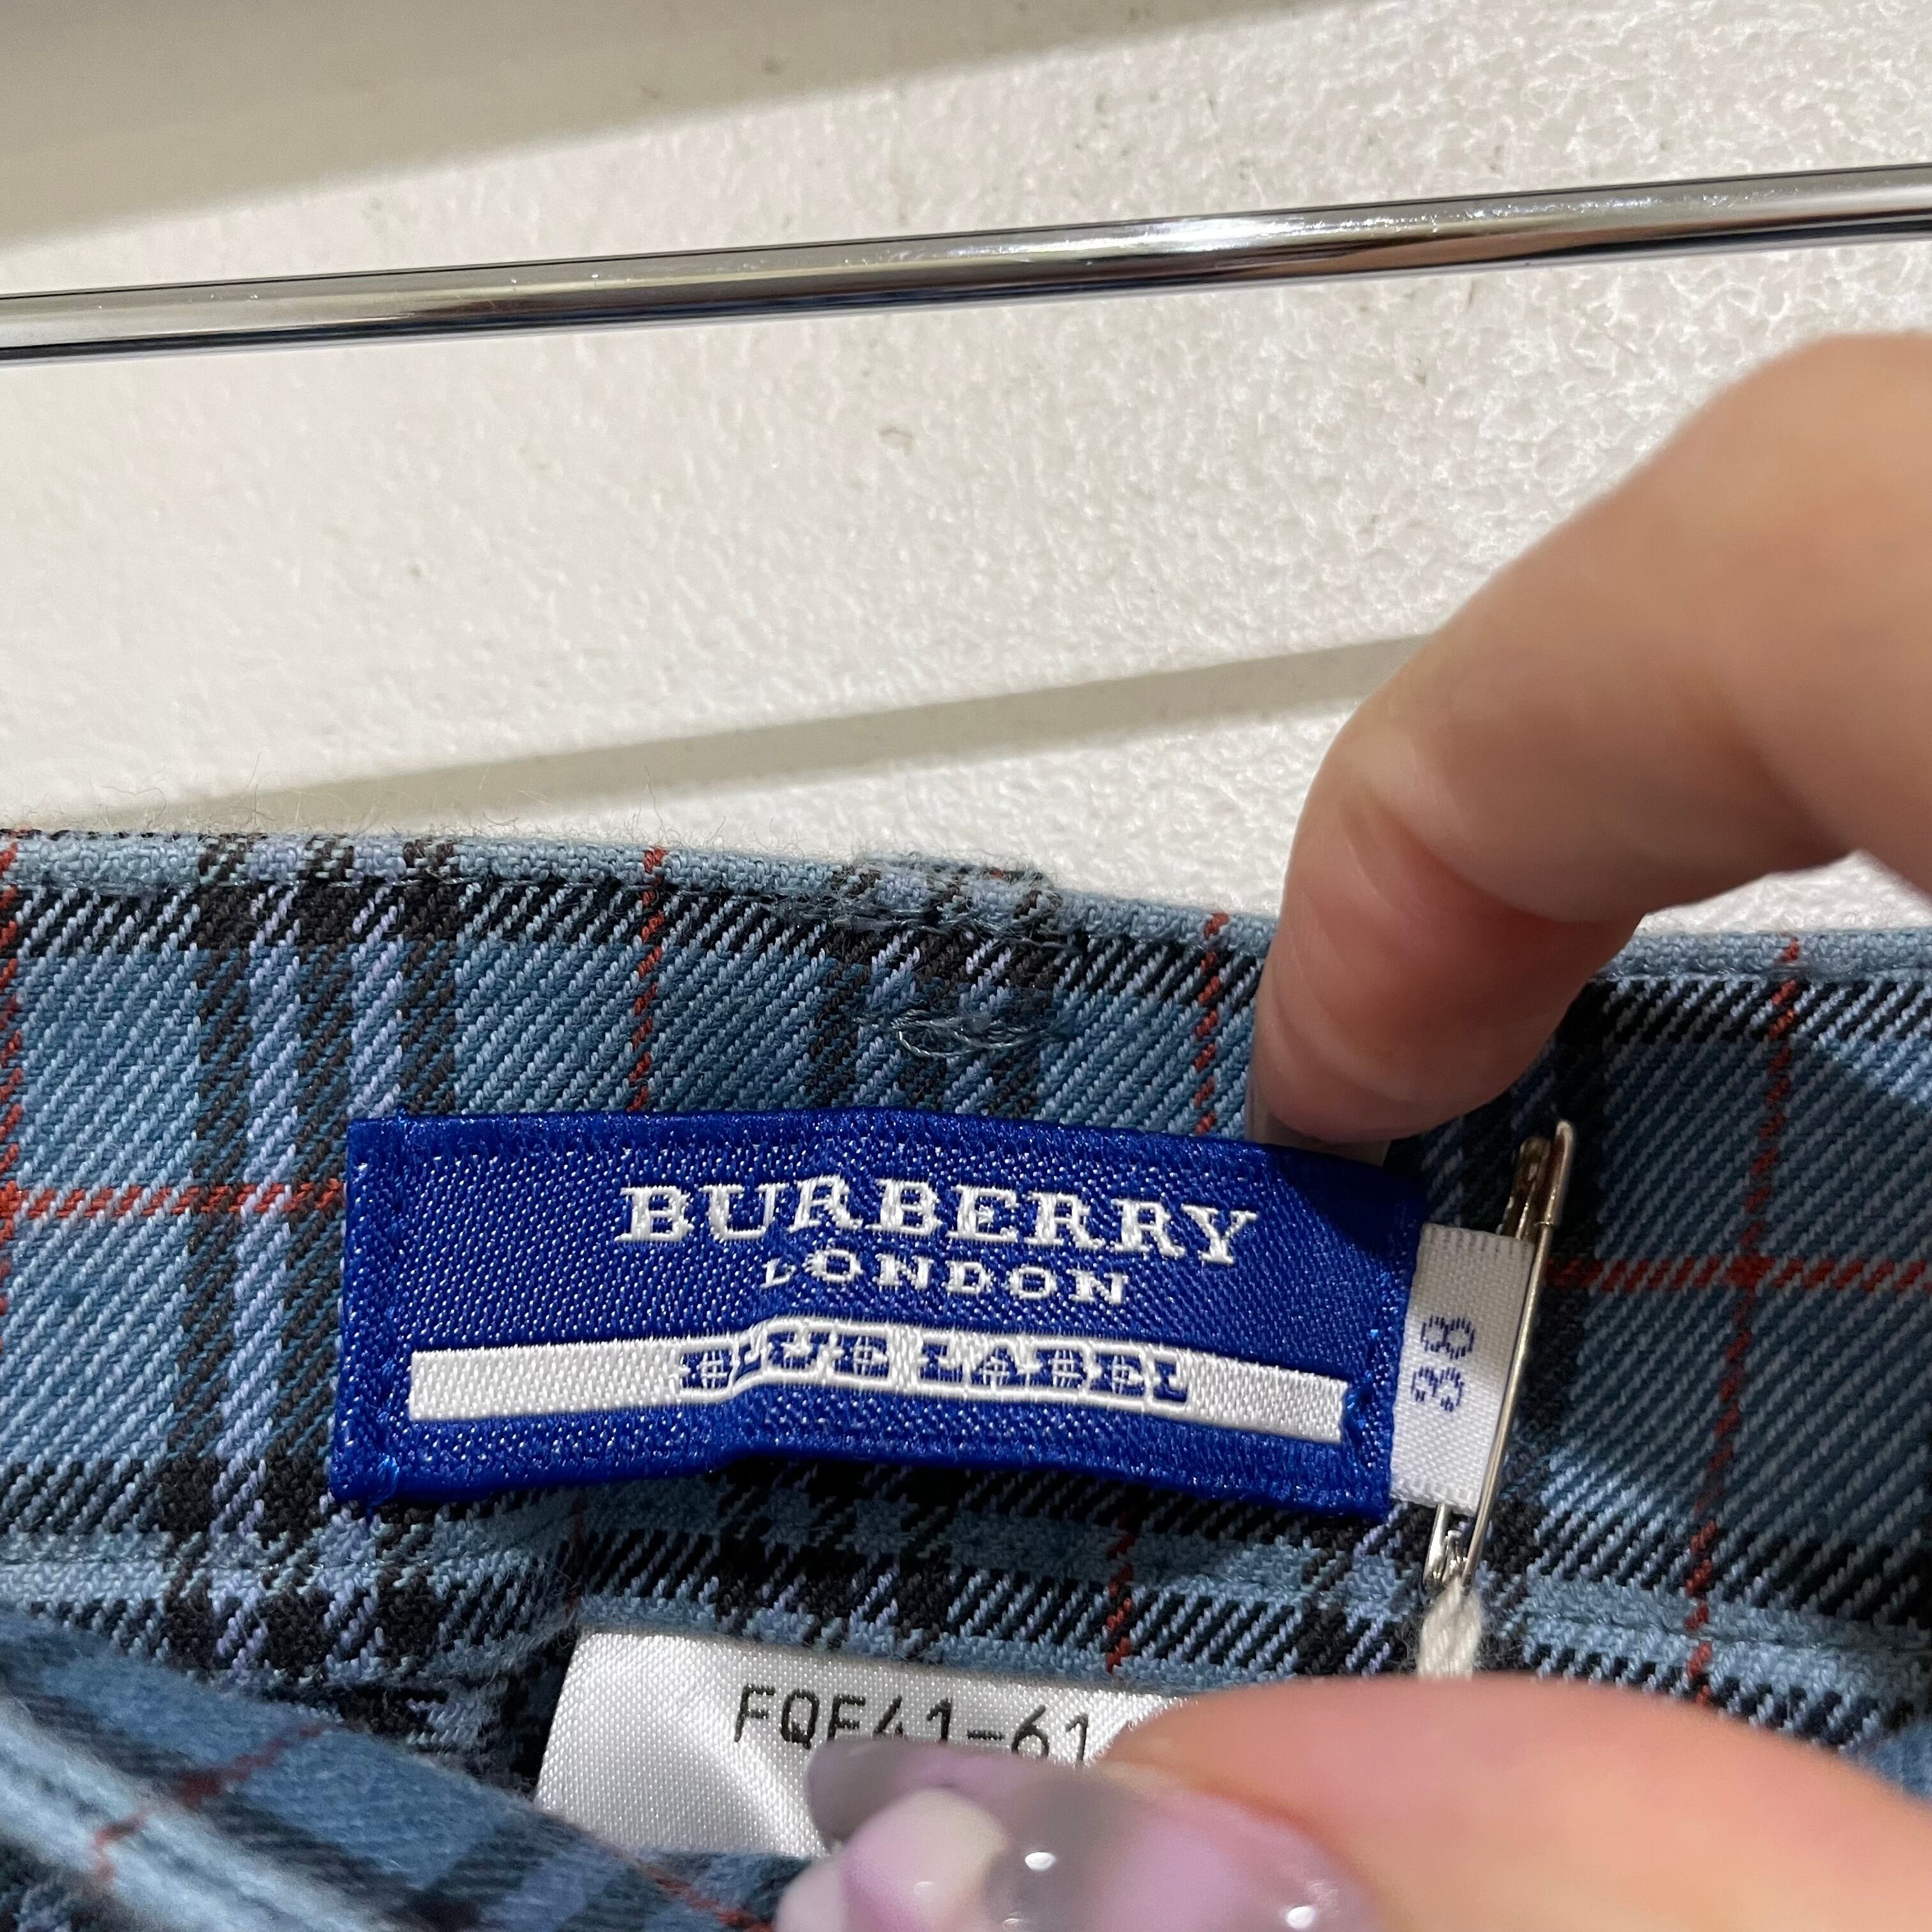 BURBERRY
LONDON
BLUE LABEL
38
FQF41-61